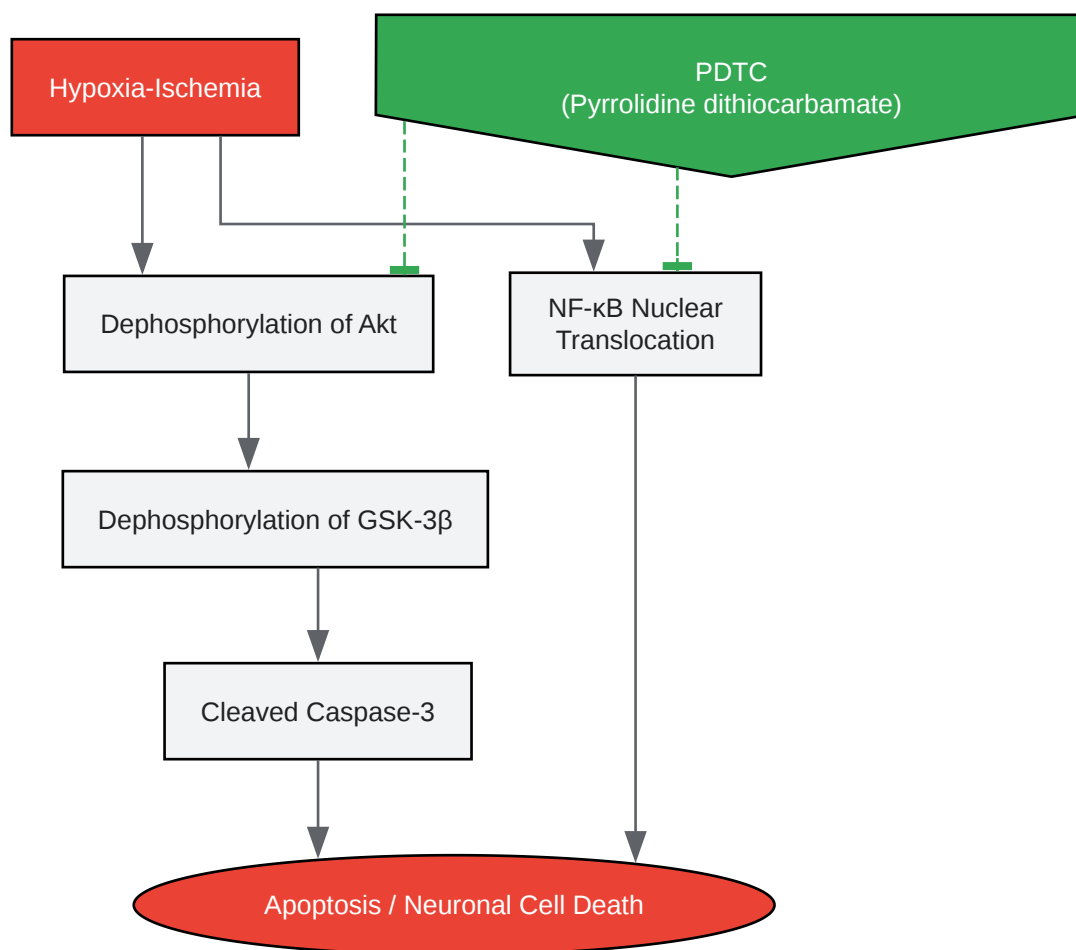 Hypoxia-Ischemia
PDTC
(Pyrrolidine dithiocarbamate)
Dephosphorylation of Akt
NF-κB Nuclear
Translocation
Dephosphorylation of GSK-3β
Cleaved Caspase-3
Apoptosis / Neuronal Cell Death